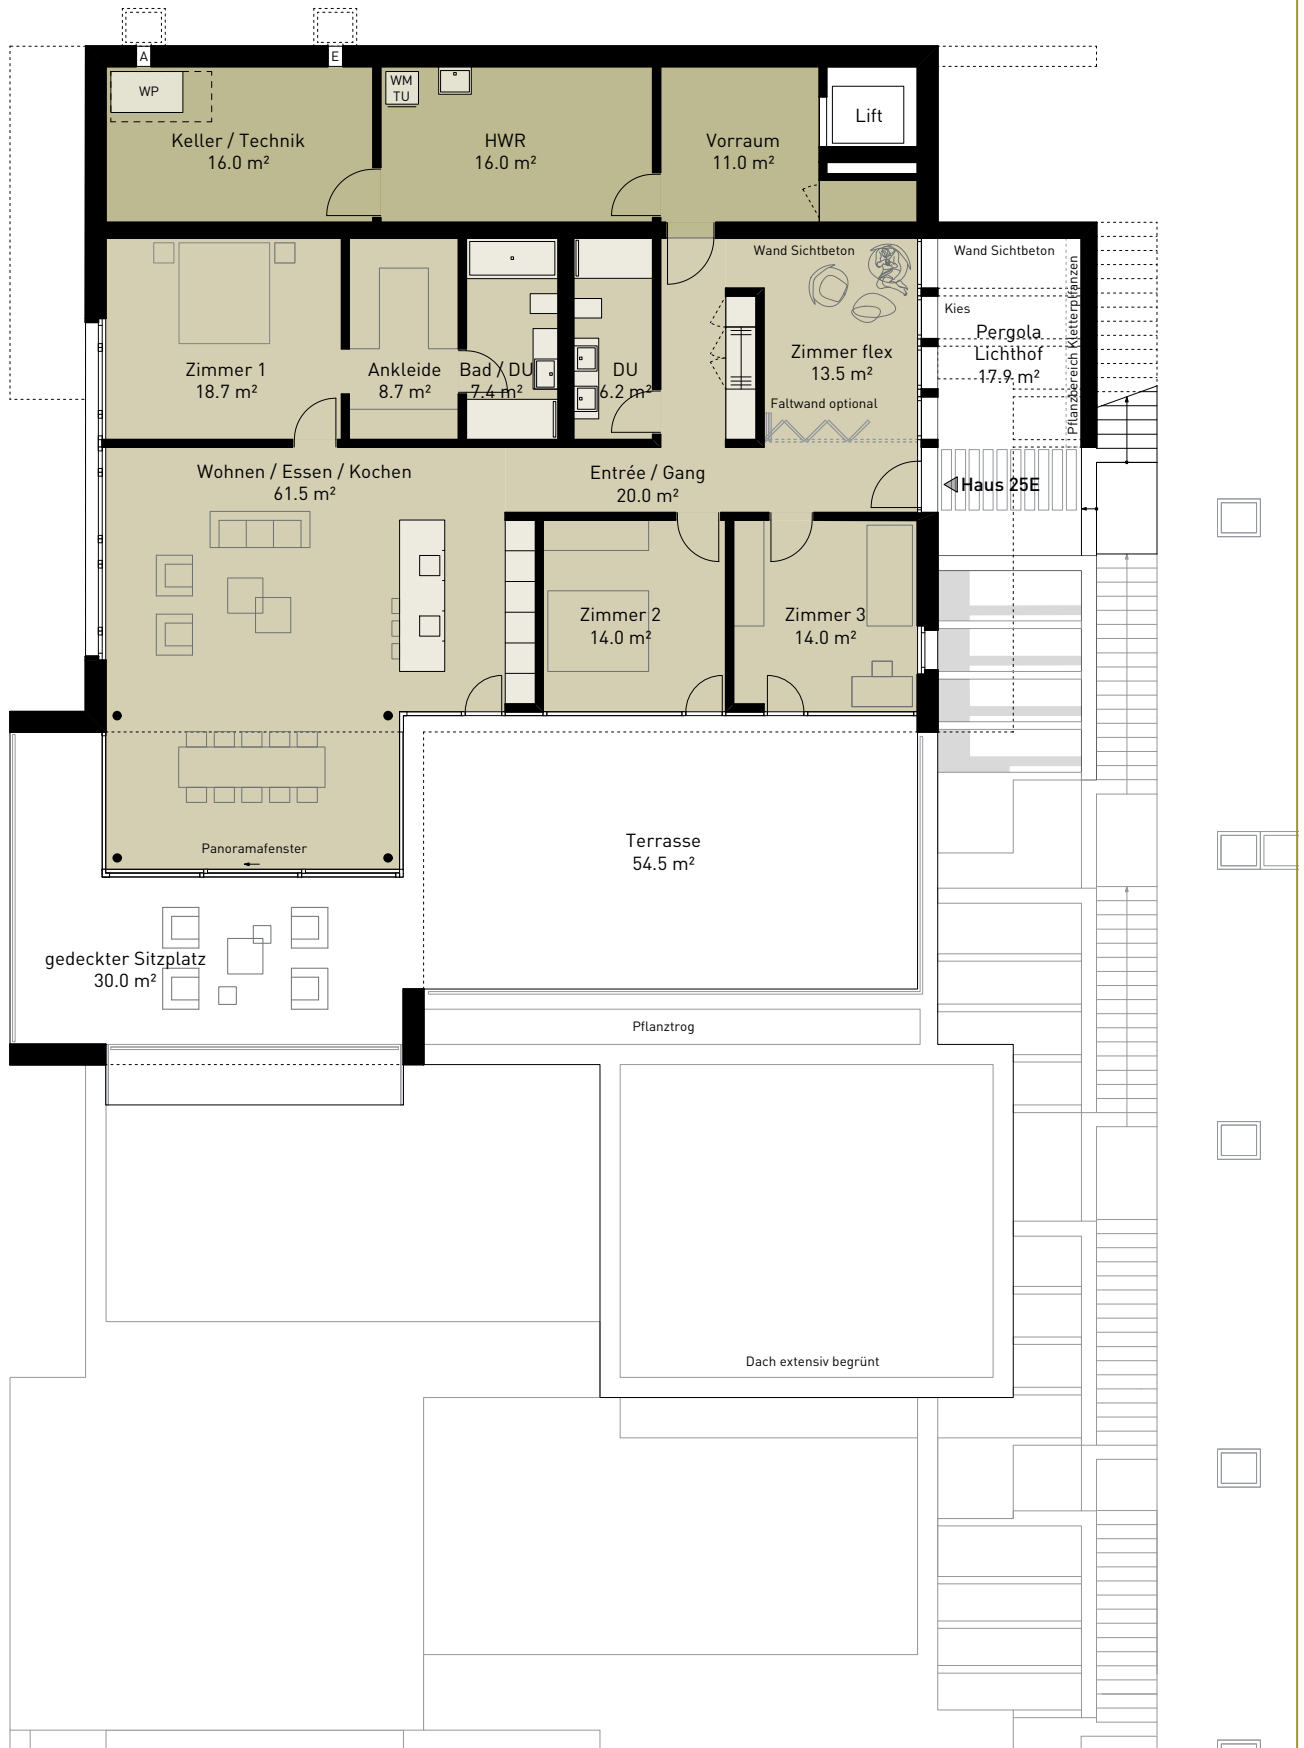 A
E
WP
WM
TU
Lift
Keller / Technik
16.0 m²
HWR
16.0 m²
Vorraum
11.0 m²
Wand Sichtbeton
Wand Sichtbeton
Pflanzbereich Kletterpflanzen
Kies
Pergola
Lichthof
17.9 m²
Zimmer 1
18.7 m²
Ankleide
8.7 m²
Bad / DU
7.4 m²
DU
6.2 m²
Zimmer flex
13.5 m²
Faltwand optional
Wohnen / Essen / Kochen
61.5 m²
Entrée / Gang
20.0 m²
Haus 25E
Zimmer 2
14.0 m²
Zimmer 3
14.0 m²
Panoramafenster
Terrasse
54.5 m²
gedeckter Sitzplatz
30.0 m²
Pflanztrog
Dach extensiv begrünt